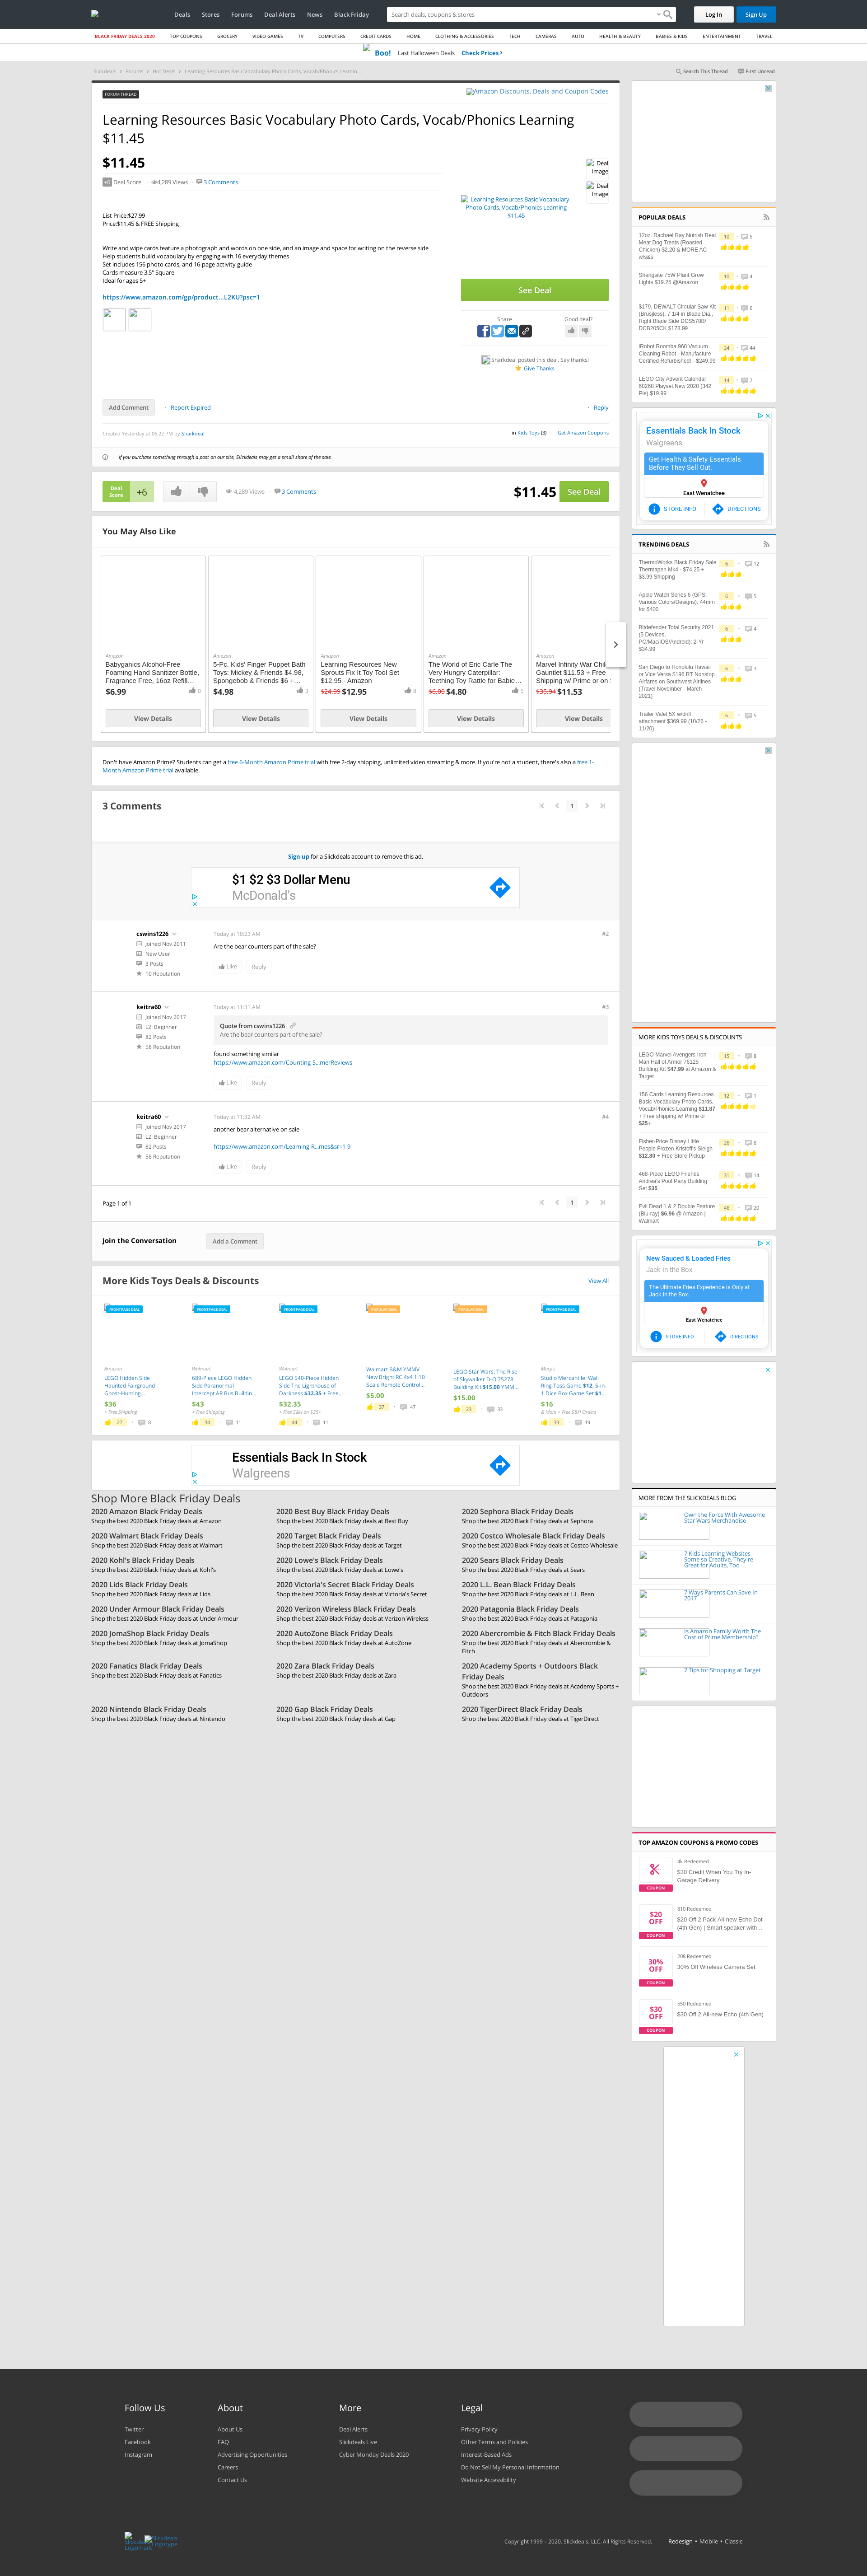 Deals Stores Forums Deal Alerts News Black Friday
Search deals, coupons & stores
Log In
Sign Up
BLACK FRIDAY DEALS 2020 TOP COUPONS GROCERY VIDEO GAMES TV COMPUTERS CREDIT CARDS HOME CLOTHING & ACCESSORIES TECH CAMERAS AUTO HEALTH & BEAUTY BABIES & KIDS ENTERTAINMENT TRAVEL
Boo! Last Halloween Deals Check Prices
Slickdeals Forums Hot Deals Learning Resources Basic Vocabulary Photo Cards, Vocab/Phonics Learnin...
Search This Thread First Unread
FORUM THREAD
Amazon Discounts, Deals and Coupon Codes
Learning Resources Basic Vocabulary Photo Cards, Vocab/Phonics Learning
$11.45
$11.45
+6 Deal Score 4,289 Views 3 Comments
List Price:$27.99
Price:$11.45 & FREE Shipping
Write and wipe cards feature a photograph and words on one side, and an image and space for writing on the reverse side
Help students build vocabulary by engaging with 16 everyday themes
Set includes 156 photo cards, and 16-page activity guide
Cards measure 3.5" Square
Ideal for ages 5+
https://www.amazon.com/gp/product...L2KU?psc=1
Learning Resources Basic Vocabulary
Photo Cards, Vocab/Phonics Learning
$11.45
Deal
Image
Deal
Image
See Deal
Share Good deal?
Slickdeal posted this deal. Say thanks!
Give Thanks
Add Comment
Report Expired
Reply
Created Yesterday at 06:22 PM by Sharkdeal
in Kids Toys (3) Get Amazon Coupons
If you purchase something through a post on our site, Slickdeals may get a small share of the sale.
Deal
Score
+6
4,289 Views 3 Comments
$11.45
See Deal
You May Also Like
Amazon
Babyganics Alcohol-Free
Foaming Hand Sanitizer Bottle,
Fragrance Free, 16oz Refill...
$6.99 0
View Details
Amazon
5-Pc. Kids' Finger Puppet Bath
Toys: Mickey & Friends $4.98,
Spongebob & Friends $6 +...
$4.98 3
View Details
Amazon
Learning Resources New
Sprouts Fix It Toy Tool Set
$12.95 - Amazon
$24.99 $12.95 8
View Details
Amazon
The World of Eric Carle The
Very Hungry Caterpillar:
Teething Toy Rattle for Babie...
$6.00 $4.80 5
View Details
Amazon
Marvel Infinity War Chil
Gauntlet $11.53 + Free
Shipping w/ Prime or on
$35.94 $11.53
View Details
Don't have Amazon Prime? Students can get a free 6-Month Amazon Prime trial with free 2-day shipping, unlimited video streaming & more. If you're not a student, there's also a free 1-
Month Amazon Prime trial available.
3 Comments
1
Sign up for a Slickdeals account to remove this ad.
$1 $2 $3 Dollar Menu
McDonald's
cswins1226
Joined Nov 2011
New User
3 Posts
10 Reputation
Today at 10:23 AM
#2
Are the bear counters part of the sale?
Like Reply
keitra60
Joined Nov 2017
L2: Beginner
82 Posts
58 Reputation
Today at 11:31 AM
#3
Quote from cswins1226
Are the bear counters part of the sale?
found something similar
https://www.amazon.com/Counting-S...merReviews
Like Reply
keitra60
Joined Nov 2017
L2: Beginner
82 Posts
58 Reputation
Today at 11:32 AM
#4
another bear alternative on sale
https://www.amazon.com/Learning-R...mes&sr=1-9
Like Reply
Page 1 of 1
1
Join the Conversation
Add a Comment
More Kids Toys Deals & Discounts
View All
FRONTPAGE DEAL
Amazon
LEGO Hidden Side
Haunted Fairground
Ghost-Hunting...
$36
+ Free Shipping
27 8
FRONTPAGE DEAL
Walmart
689-Piece LEGO Hidden
Side Paranormal
Intercept AR Bus Buildin...
$43
+ Free Shipping
34 11
FRONTPAGE DEAL
Walmart
LEGO 540-Piece Hidden
Side The Lighthouse of
Darkness $32.35 + Free...
$32.35
+ Free S&H on $35+
44 11
POPULAR DEAL
Walmart B&M YMMV
New Bright RC 4x4 1:10
Scale Remote Control...
$5.00
37 47
POPULAR DEAL
LEGO Star Wars: The Rise
of Skywalker D-O 75278
Building Kit $15.00 YMM...
$15.00
23 33
FRONTPAGE DEAL
Macy's
Studio Mercantile: Wall
Ring Toss Game $12, 5-in-
1 Dice Box Game Set $1...
$16
& More + Free S&H Orders
33 19
Essentials Back In Stock
Walgreens
Shop More Black Friday Deals
2020 Amazon Black Friday Deals
Shop the best 2020 Black Friday deals at Amazon
2020 Best Buy Black Friday Deals
Shop the best 2020 Black Friday deals at Best Buy
2020 Sephora Black Friday Deals
Shop the best 2020 Black Friday deals at Sephora
2020 Walmart Black Friday Deals
Shop the best 2020 Black Friday deals at Walmart
2020 Target Black Friday Deals
Shop the best 2020 Black Friday deals at Target
2020 Costco Wholesale Black Friday Deals
Shop the best 2020 Black Friday deals at Costco Wholesale
2020 Kohl's Black Friday Deals
Shop the best 2020 Black Friday deals at Kohl's
2020 Lowe's Black Friday Deals
Shop the best 2020 Black Friday deals at Lowe's
2020 Sears Black Friday Deals
Shop the best 2020 Black Friday deals at Sears
2020 Lids Black Friday Deals
Shop the best 2020 Black Friday deals at Lids
2020 Victoria's Secret Black Friday Deals
Shop the best 2020 Black Friday deals at Victoria's Secret
2020 L.L. Bean Black Friday Deals
Shop the best 2020 Black Friday deals at L.L. Bean
2020 Under Armour Black Friday Deals
Shop the best 2020 Black Friday deals at Under Armour
2020 Verizon Wireless Black Friday Deals
Shop the best 2020 Black Friday deals at Verizon Wireless
2020 Patagonia Black Friday Deals
Shop the best 2020 Black Friday deals at Patagonia
2020 JomaShop Black Friday Deals
Shop the best 2020 Black Friday deals at JomaShop
2020 AutoZone Black Friday Deals
Shop the best 2020 Black Friday deals at AutoZone
2020 Abercrombie & Fitch Black Friday Deals
Shop the best 2020 Black Friday deals at Abercrombie &
Fitch
2020 Fanatics Black Friday Deals
Shop the best 2020 Black Friday deals at Fanatics
2020 Zara Black Friday Deals
Shop the best 2020 Black Friday deals at Zara
2020 Academy Sports + Outdoors Black
Friday Deals
Shop the best 2020 Black Friday deals at Academy Sports +
Outdoors
2020 Nintendo Black Friday Deals
Shop the best 2020 Black Friday deals at Nintendo
2020 Gap Black Friday Deals
Shop the best 2020 Black Friday deals at Gap
2020 TigerDirect Black Friday Deals
Shop the best 2020 Black Friday deals at TigerDirect
POPULAR DEALS
12oz. Rachael Ray Nutrish Real
Meat Dog Treats (Roasted
Chicken) $2.20 & MORE AC
w/s&s
10 5
Shengsite 75W Plant Grow
Lights $19.25 @Amazon
10 4
$179, DEWALT Circular Saw Kit
(Brus|less), 7 1/4 in Blade Dia.,
Right Blade Side DCS570B/
DCB205CK $178.99
11 6
iRobot Roomba 960 Vacuum
Cleaning Robot - Manufacture
Certified Refurbished! - $249.99
24 44
LEGO City Advent Calendar
60268 Playset,New 2020 (342
Pie) $19.99
14 2
Essentials Back In Stock
Walgreens
Get Health & Safety Essentials
Before They Sell Out.
East Wenatchee
STORE INFO DIRECTIONS
TRENDING DEALS
ThermoWorks Black Friday Sale
Thermapen Mk4 - $74.25 +
$3.99 Shipping
6 12
Apple Watch Series 6 (GPS,
Various Colors/Designs): 44mm
for $400
6 5
Bitdefender Total Security 2021
(5 Devices,
PC/Mac/iOS/Android): 2-Yr
$34.99
6 4
San Diego to Honolulu Hawaii
or Vice Versa $196 RT Nonstop
Airfares on Southwest Airlines
(Travel November - March
2021)
6 3
Trailer Valet 5X w/drill
attachment $369.99 (10/26 -
11/20)
6 5
MORE KIDS TOYS DEALS & DISCOUNTS
LEGO Marvel Avengers Iron
Man Hall of Armor 76125
Building Kit $47.99 at Amazon &
Target
15 8
156 Cards Learning Resources
Basic Vocabulary Photo Cards,
Vocab/Phonics Learning $11.87
+ Free shipping w/ Prime or
$25+
12 1
Fisher-Price Disney Little
People Frozen Kristoff's Sleigh
$12.80 + Free Store Pickup
26 8
468-Piece LEGO Friends
Andrea's Pool Party Building
Set $35
31 14
Evil Dead 1 & 2 Double Feature
(Blu-ray) $6.96 @ Amazon |
Walmart
46 20
New Sauced & Loaded Fries
Jack in the Box
The Ultimate Fries Experience is Only at
Jack in the Box.
East Wenatchee
STORE INFO DIRECTIONS
MORE FROM THE SLICKDEALS BLOG
Own the Force With Awesome
Star Wars Merchandise
7 Kids Learning Websites –
Some so Creative, They're
Great for Adults, Too
7 Ways Parents Can Save In
2017
Is Amazon Family Worth The
Cost of Prime Membership?
7 Tips for Shopping at Target
TOP AMAZON COUPONS & PROMO CODES
4k Redeemed
$30 Credit When You Try In-
Garage Delivery
COUPON
$20
OFF
COUPON
810 Redeemed
$20 Off 2 Pack All-new Echo Dot
(4th Gen) | Smart speaker with...
30%
OFF
COUPON
208 Redeemed
30% Off Wireless Camera Set
$30
OFF
COUPON
550 Redeemed
$30 Off 2 All-new Echo (4th Gen)
Follow Us
Twitter
Facebook
Instagram
About
About Us
FAQ
Advertising Opportunities
Careers
Contact Us
More
Deal Alerts
Slickdeals Live
Cyber Monday Deals 2020
Legal
Privacy Policy
Other Terms and Policies
Interest-Based Ads
Do Not Sell My Personal Information
Website Accessibility
Slickdeals
Logotype
Copyright 1999 – 2020. Slickdeals, LLC. All Rights Reserved. Redesign • Mobile • Classic